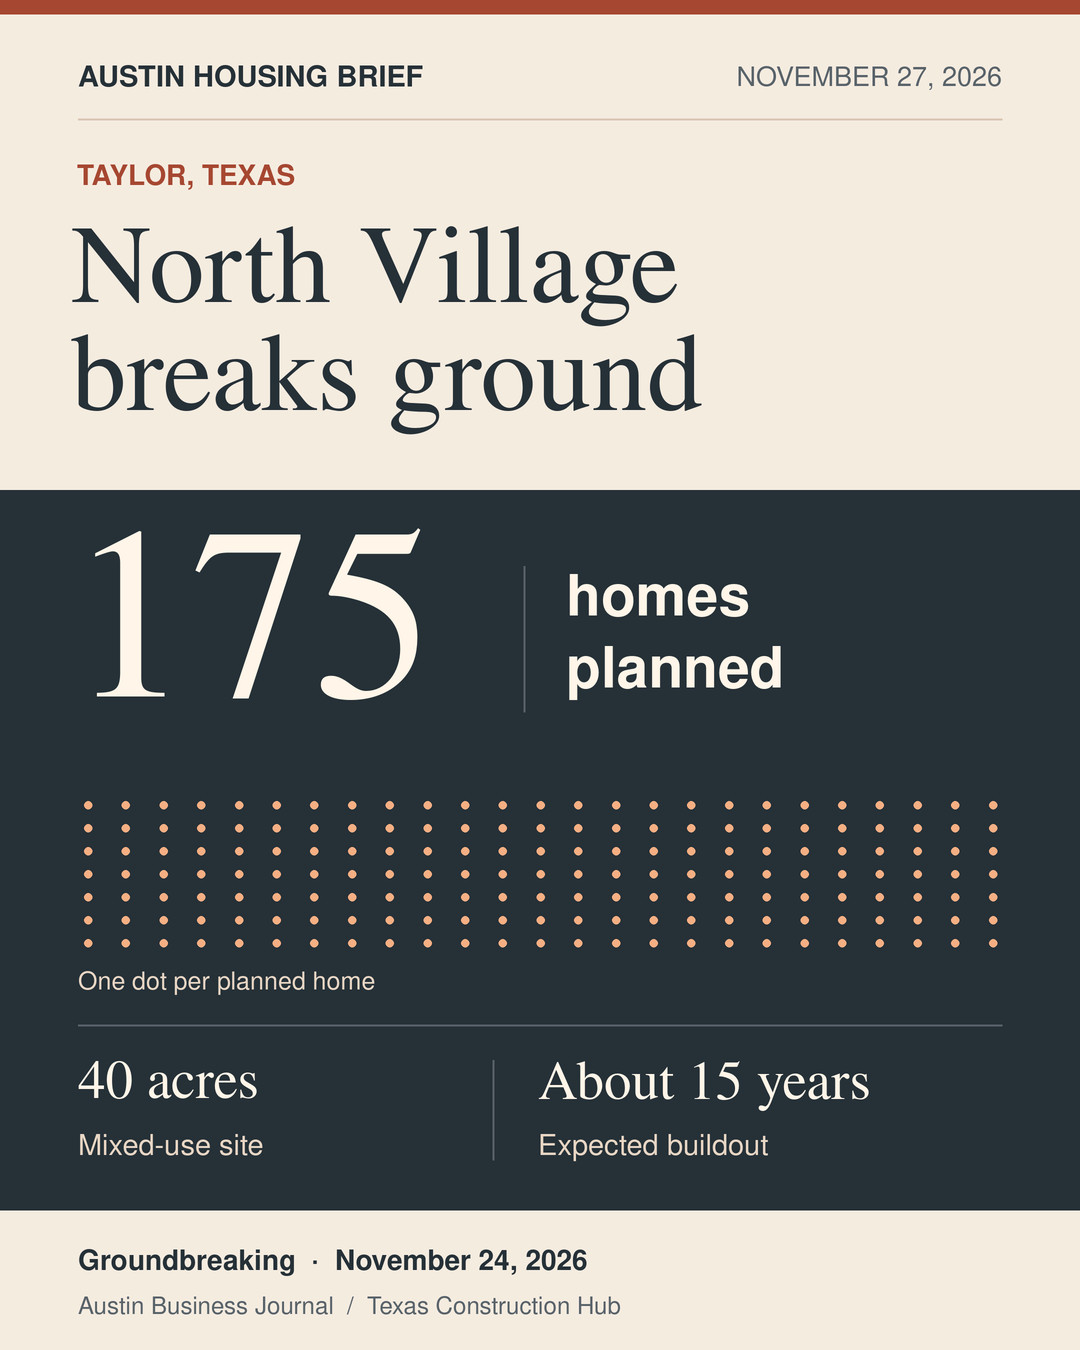 AUSTIN HOUSING BRIEF
NOVEMBER 27, 2026
TAYLOR, TEXAS
North Village
breaks ground
175
homes
planned
One dot per planned home
40 acres
Mixed-use site
About 15 years
Expected buildout
Groundbreaking · November 24, 2026
Austin Business Journal / Texas Construction Hub